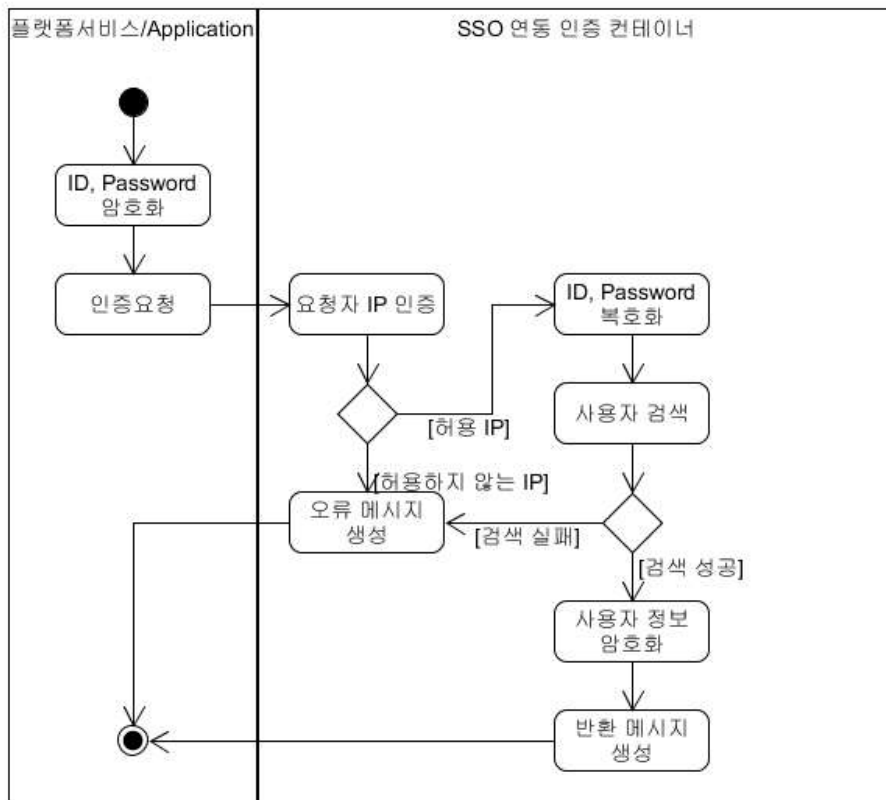 플랫폼서비스/Application
SSO 연동 인증 컨테이너
ID, Password
암호화
인증요청
요청자 IP 인증
ID, Password
복호화
사용자 검색
[허용 IP]
[허용하지 않는 IP]
오류 메시지
생성
[검색 실패]
[검색 성공]
사용자 정보
암호화
반환 메시지
생성